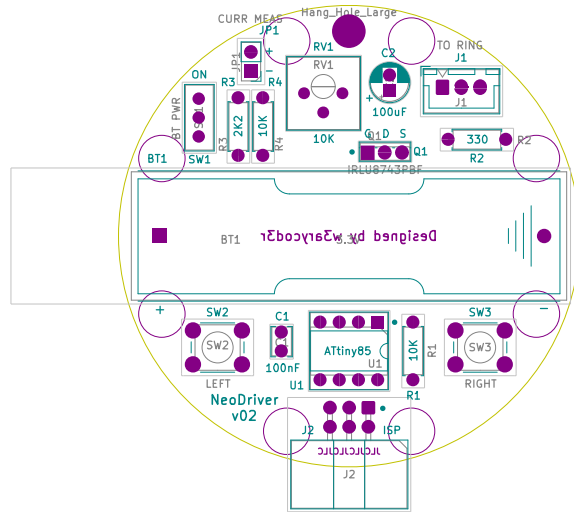 Hang_Hole_Large
CURR MEAS
JP1
JP1
+
-
RV1
RV1
10K
C2
+
+
100uF
TO RING
J1
J1
ON
BT PWR
SW1
R3
2K2
R3
R4
10K
R4
G D S
Q1
Q1
IRLU8743PBF
330
R2
R2
BT1
BT1
Designed by w3arycod3r
+
−
SW2
SW2
LEFT
C1
100nF
ATtiny85
U1
U1
10K
R1
R1
SW3
SW3
RIGHT
NeoDriver
v02
J2
ISP
J2